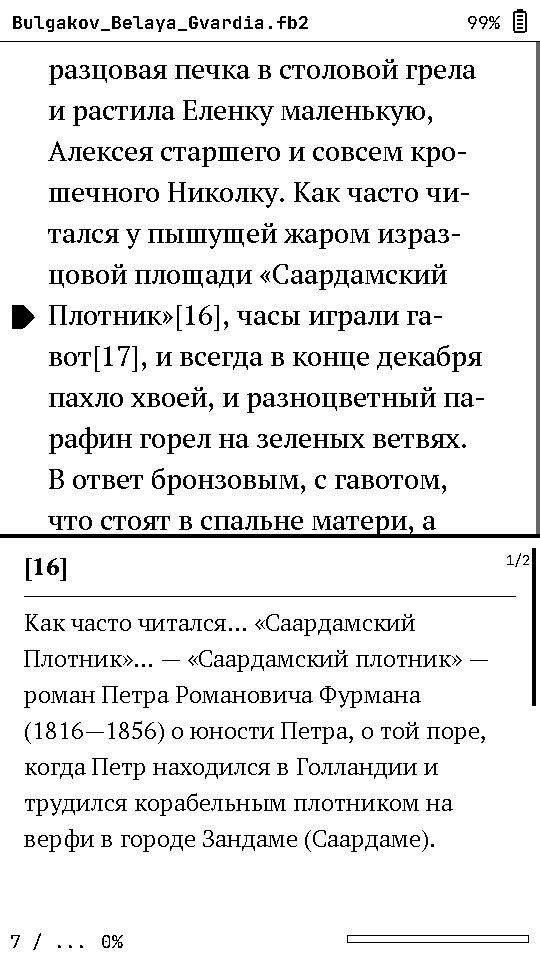 Bulgakov_Belaya_Gvardia.fb2 99%
разцовая печка в столовой грела
и растила Еленку маленькую,
Алексея старшего и совсем кро-
шечного Николку. Как часто чи-
тался у пышущей жаром израз-
цовой площади «Саардамский
Плотник»[16], часы играли га-
вот[17], и всегда в конце декабря
пахло хвоей, и разноцветный па-
рафин горел на зеленых ветвях.
В ответ бронзовым, с гавотом,
что стоят в спальне матери, а
[16] 1/2
Как часто читался... «Саардамский
Плотник»... — «Саардамский плотник» —
роман Петра Романовича Фурмана
(1816—1856) о юности Петра, о той поре,
когда Петр находился в Голландии и
трудился корабельным плотником на
верфи в городе Зандаме (Саардаме).
7 / ... 0%